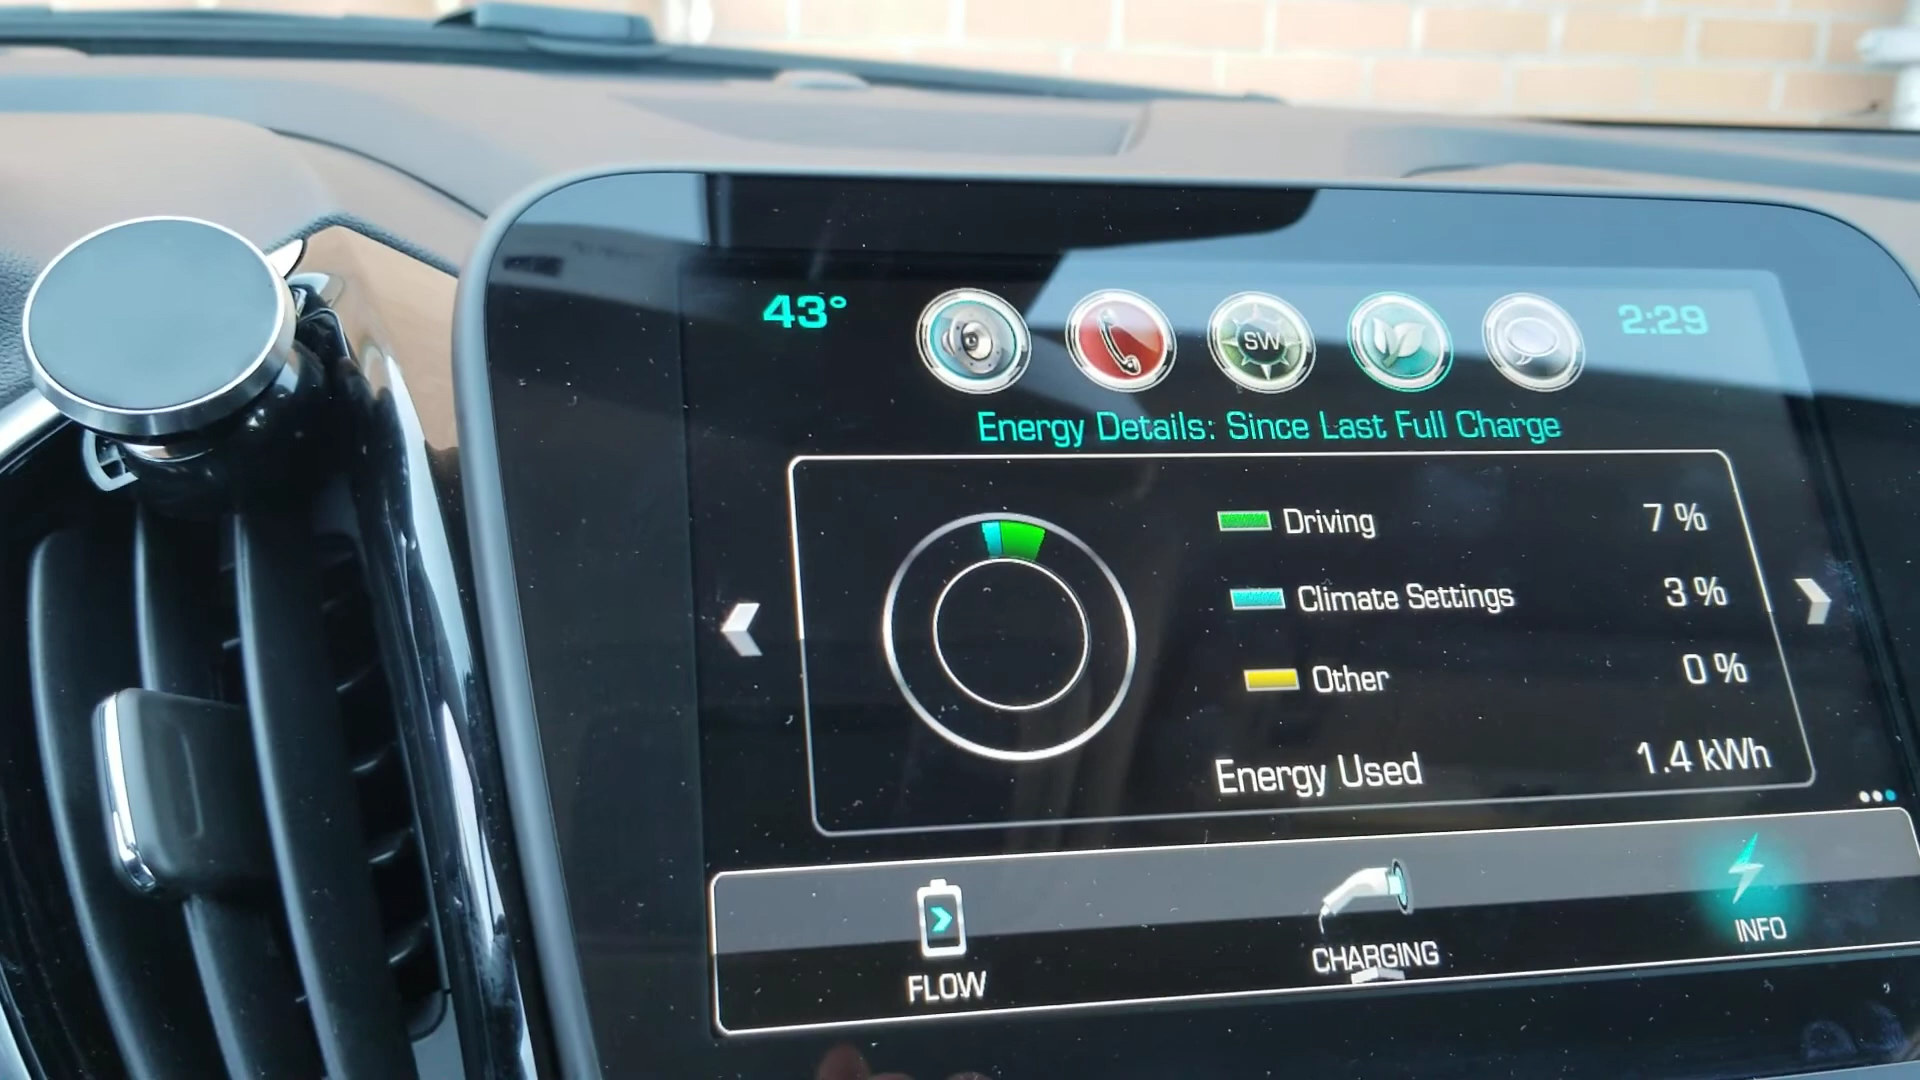 43°
SW
2:29
Energy Details: Since Last Full Charge
Driving 7 %
Climate Settings 3 %
Other 0 %
Energy Used 1.4 kWh
FLOW
CHARGING
INFO